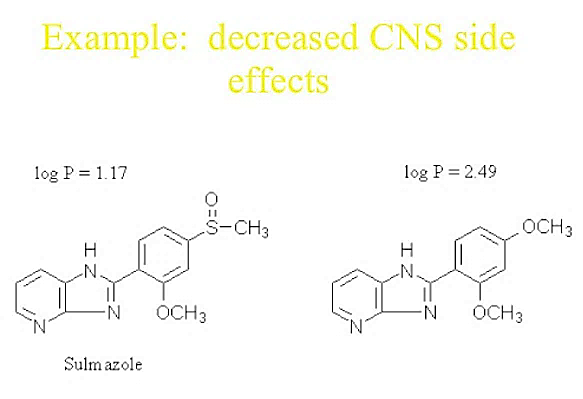 Example: decreased CNS side
effects
log P = 1.17
log P = 2.49
O
S
CH3
OCH3
H
H
N
N
OCH3
OCH3
N
N
N
N
Sulmazole